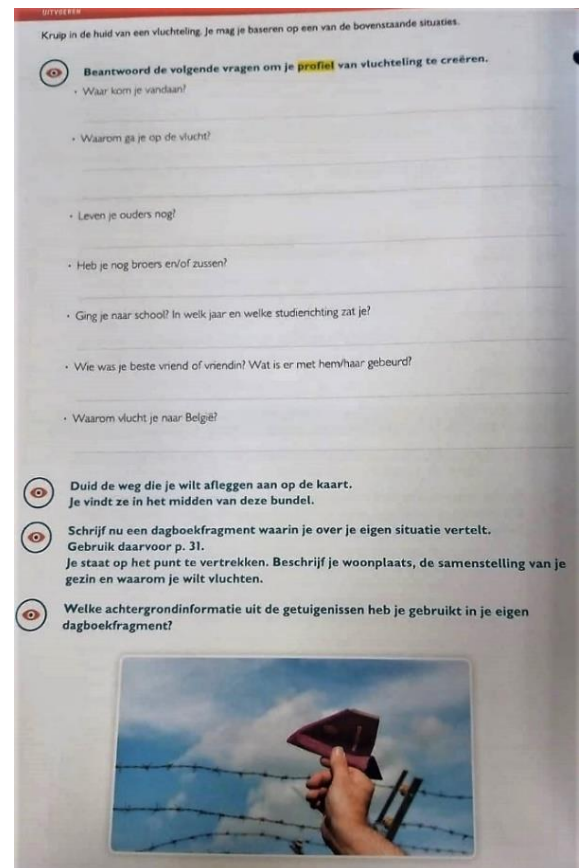 UITVOEREN
Kruip in de huid van een vluchteling. Je mag je baseren op een van de bovenstaande situaties.
Beantwoord de volgende vragen om je profiel van vluchteling te creëren.
• Waar kom je vandaan?
• Waarom ga je op de vlucht?
• Leven je ouders nog?
• Heb je nog broers en/of zussen?
• Ging je naar school? In welk jaar en welke studierichting zat je?
• Wie was je beste vriend of vriendin? Wat is er met hem/haar gebeurd?
• Waarom vlucht je naar België?
Duid de weg die je wilt afleggen aan op de kaart.
Je vindt ze in het midden van deze bundel.
Schrijf nu een dagboekfragment waarin je over je eigen situatie vertelt.
Gebruik daarvoor p. 31.
Je staat op het punt te vertrekken. Beschrijf je woonplaats, de samenstelling van je
gezin en waarom je wilt vluchten.
Welke achtergrondinformatie uit de getuigenissen heb je gebruikt in je eigen
dagboekfragment?